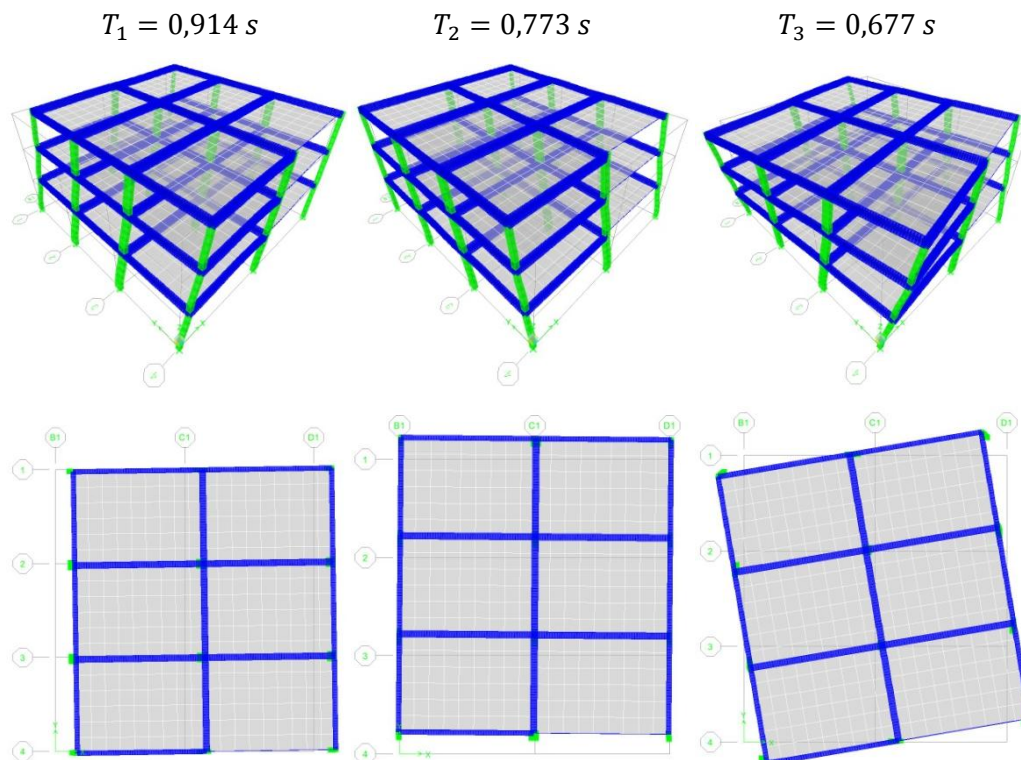 T₁ = 0,914 s
T₂ = 0,773 s
T₃ = 0,677 s
B1
C1
D1
1
2
3
4
Y
B1
C1
D1
1
2
3
4
X
B1
C1
D1
1
2
3
4
Y
X